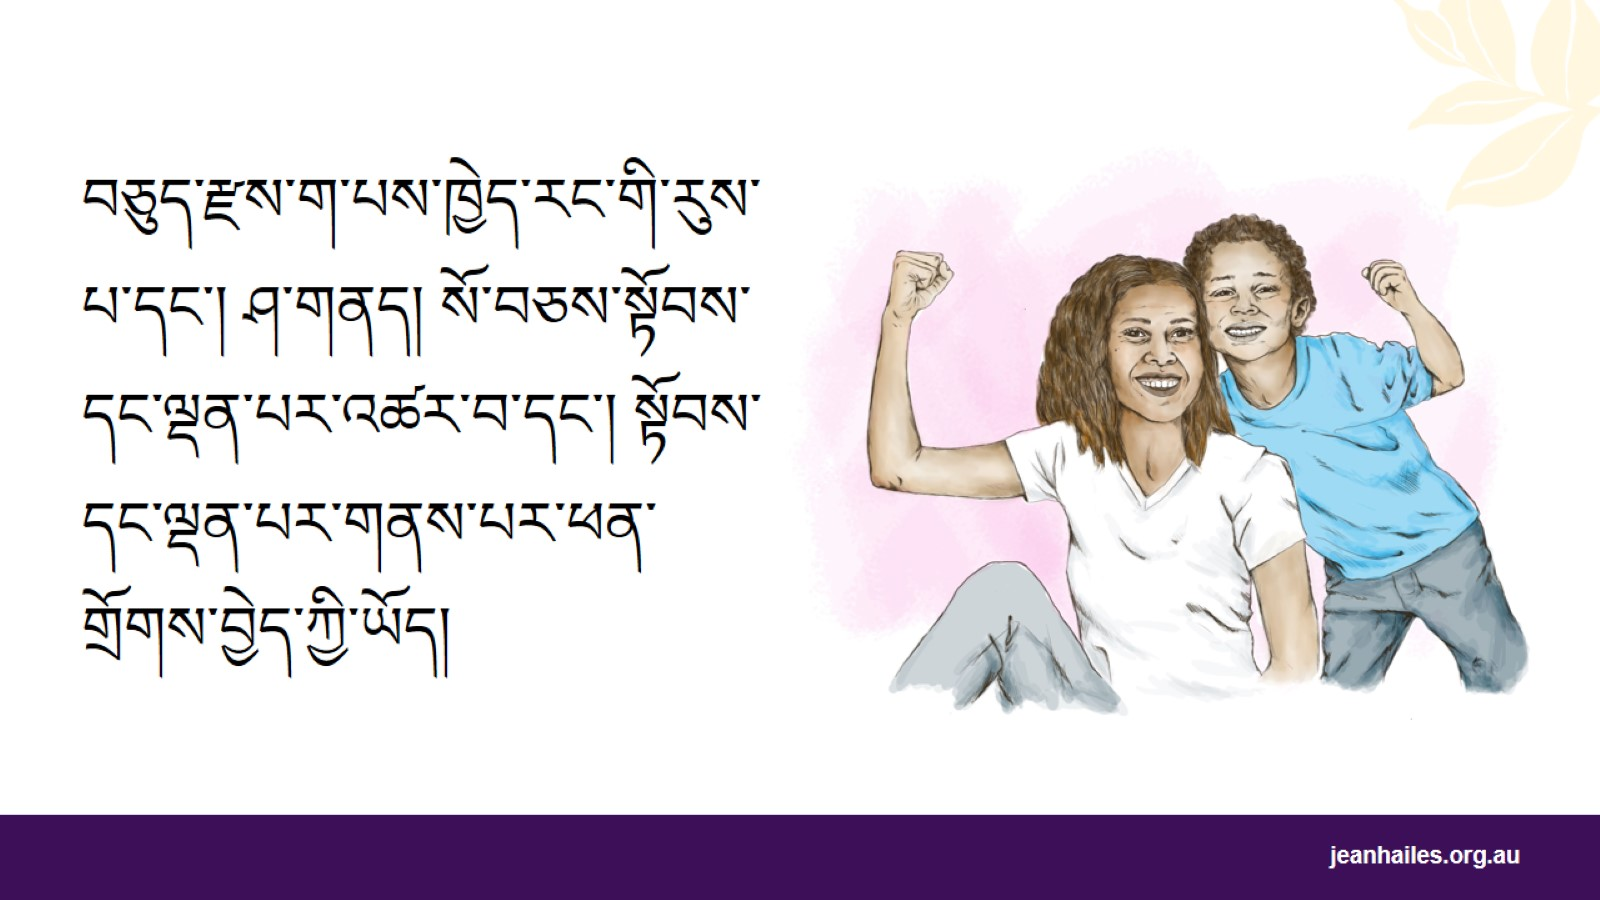 བཅུད་རྫས་ག་པས་ཁྱེད་རང་གི་རུས་
པ་དང་། ཤ་གནད། སོ་བཅས་སྟོབས་
དང་ལྡན་པར་འཚར་བ་དང་། སྟོབས་
དང་ལྡན་པར་གནས་པར་ཕན་
གྲོགས་བྱེད་ཀྱི་ཡོད།
jeanhailes.org.au